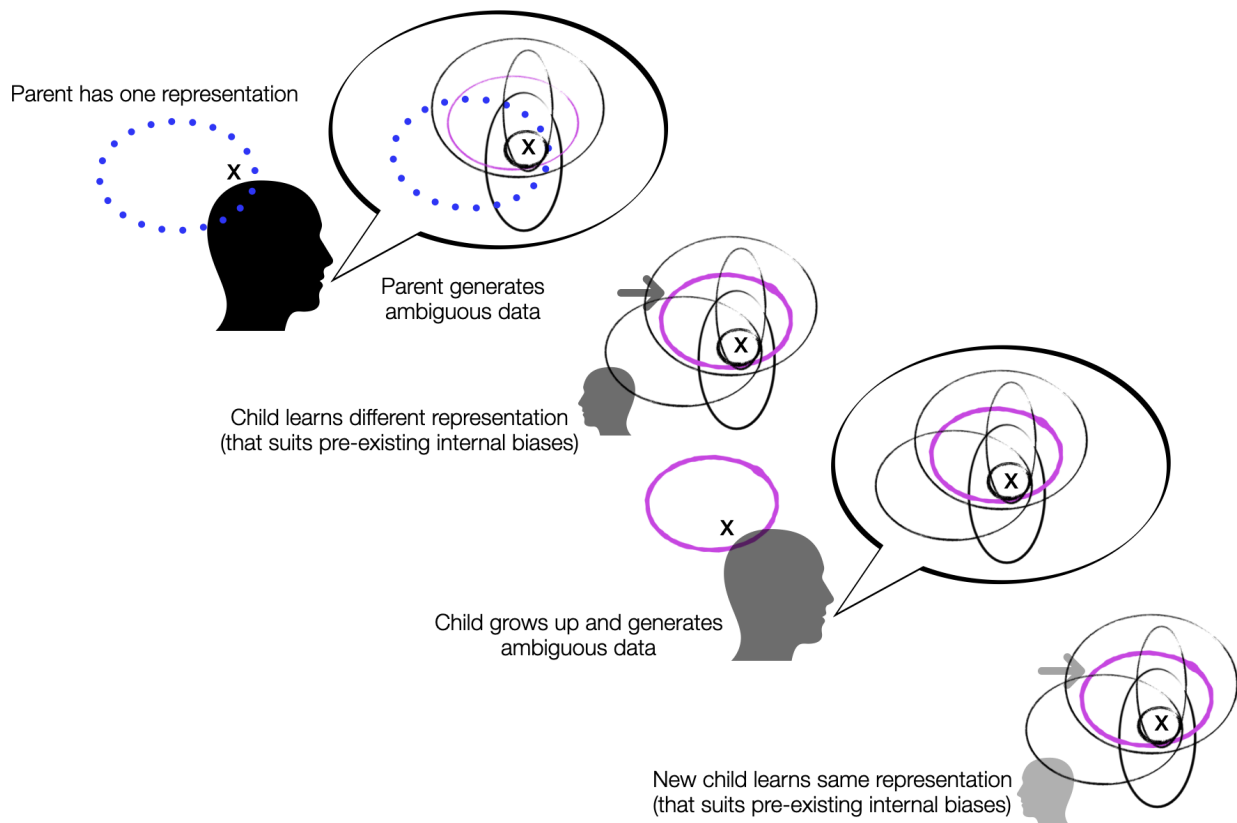 Parent has one representation
X
X
Parent generates
ambiguous data
X
Child learns different representation
(that suits pre-existing internal biases)
X
X
Child grows up and generates
ambiguous data
X
New child learns same representation
(that suits pre-existing internal biases)